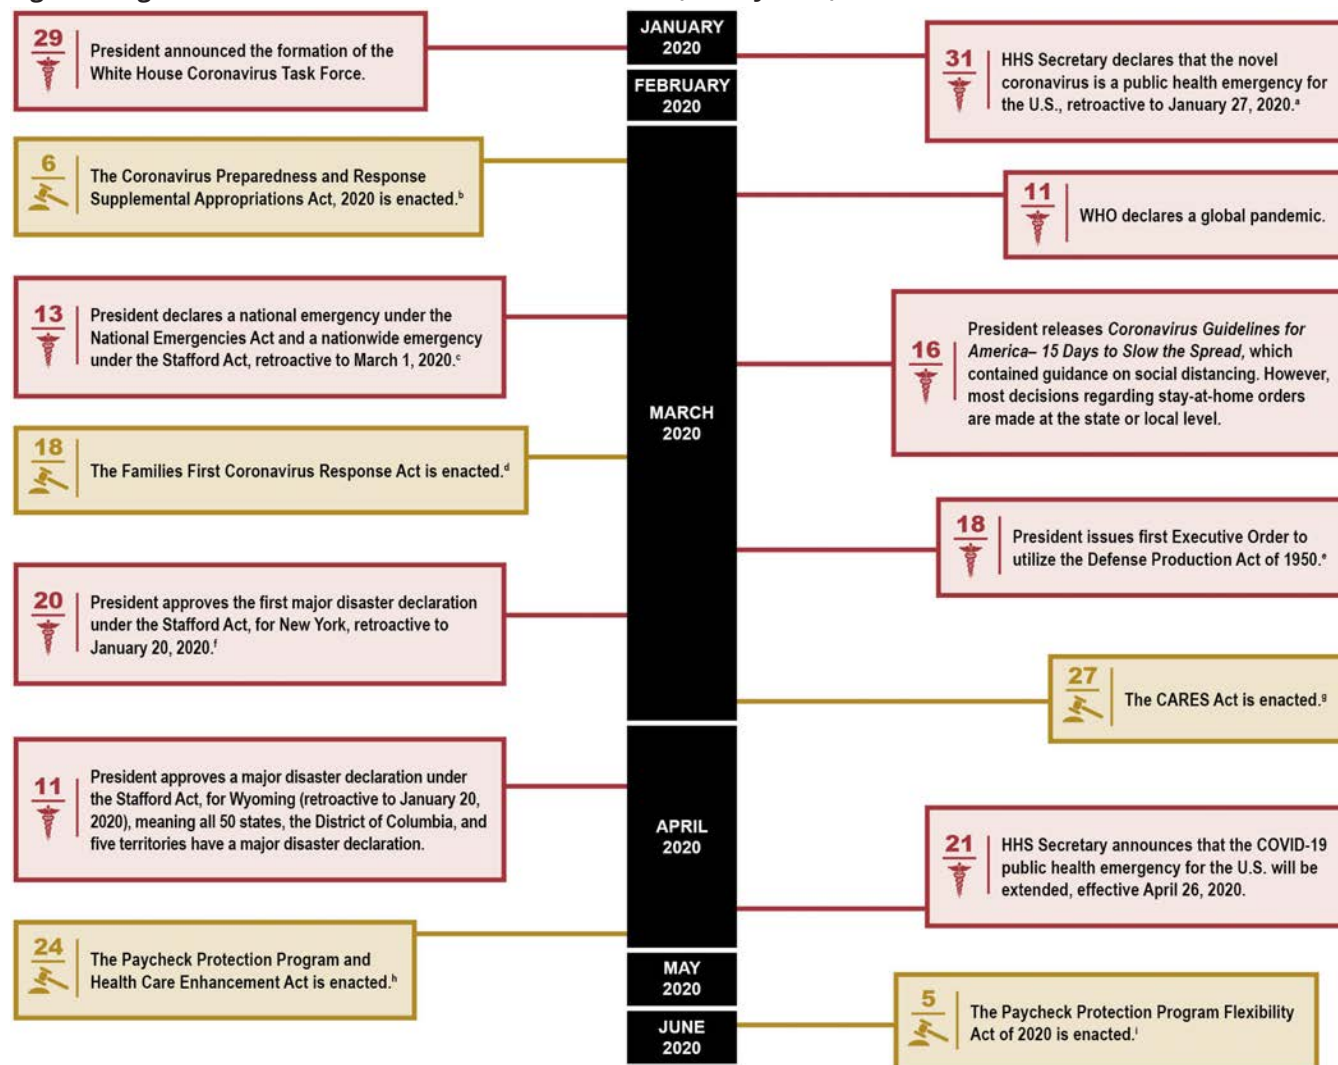 JANUARY
2020
29
President announced the formation of the
White House Coronavirus Task Force.
31
HHS Secretary declares that the novel
coronavirus is a public health emergency for
the U.S., retroactive to January 27, 2020.ᵃ
FEBRUARY
2020
MARCH
2020
6
The Coronavirus Preparedness and Response
Supplemental Appropriations Act, 2020 is enacted.ᵇ
11
WHO declares a global pandemic.
13
President declares a national emergency under the
National Emergencies Act and a nationwide emergency
under the Stafford Act, retroactive to March 1, 2020.ᶜ
16
President releases Coronavirus Guidelines for
America– 15 Days to Slow the Spread, which
contained guidance on social distancing. However,
most decisions regarding stay-at-home orders
are made at the state or local level.
18
The Families First Coronavirus Response Act is enacted.ᵈ
18
President issues first Executive Order to
utilize the Defense Production Act of 1950.ᵉ
20
President approves the first major disaster declaration
under the Stafford Act, for New York, retroactive to
January 20, 2020.ᶠ
27
The CARES Act is enacted.ᵍ
APRIL
2020
11
President approves a major disaster declaration under
the Stafford Act, for Wyoming (retroactive to January 20,
2020), meaning all 50 states, the District of Columbia, and
five territories have a major disaster declaration.
21
HHS Secretary announces that the COVID-19
public health emergency for the U.S. will be
extended, effective April 26, 2020.
24
The Paycheck Protection Program and
Health Care Enhancement Act is enacted.ʰ
MAY
2020
JUNE
2020
5
The Paycheck Protection Program Flexibility
Act of 2020 is enacted.ⁱ